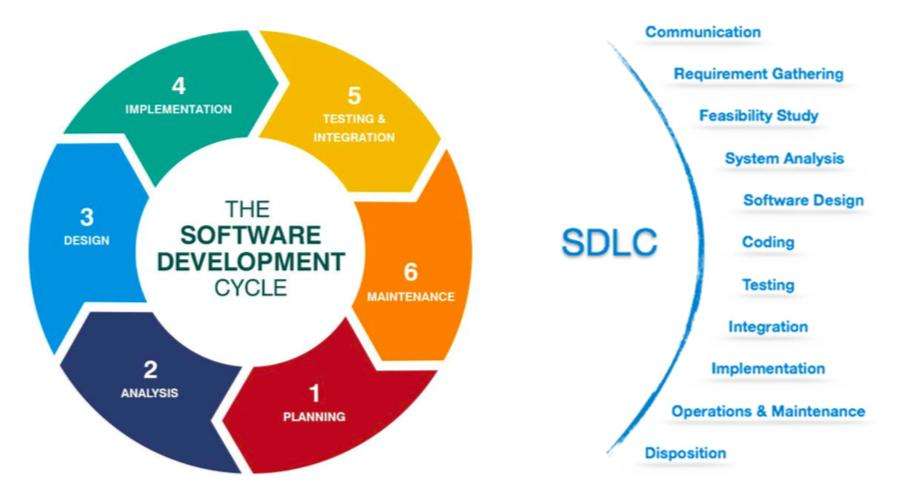 4
IMPLEMENTATION
5
TESTING &
INTEGRATION
3
DESIGN
THE
SOFTWARE
DEVELOPMENT
CYCLE
6
MAINTENANCE
2
ANALYSIS
1
PLANNING
SDLC
Communication
Requirement Gathering
Feasibility Study
System Analysis
Software Design
Coding
Testing
Integration
Implementation
Operations & Maintenance
Disposition